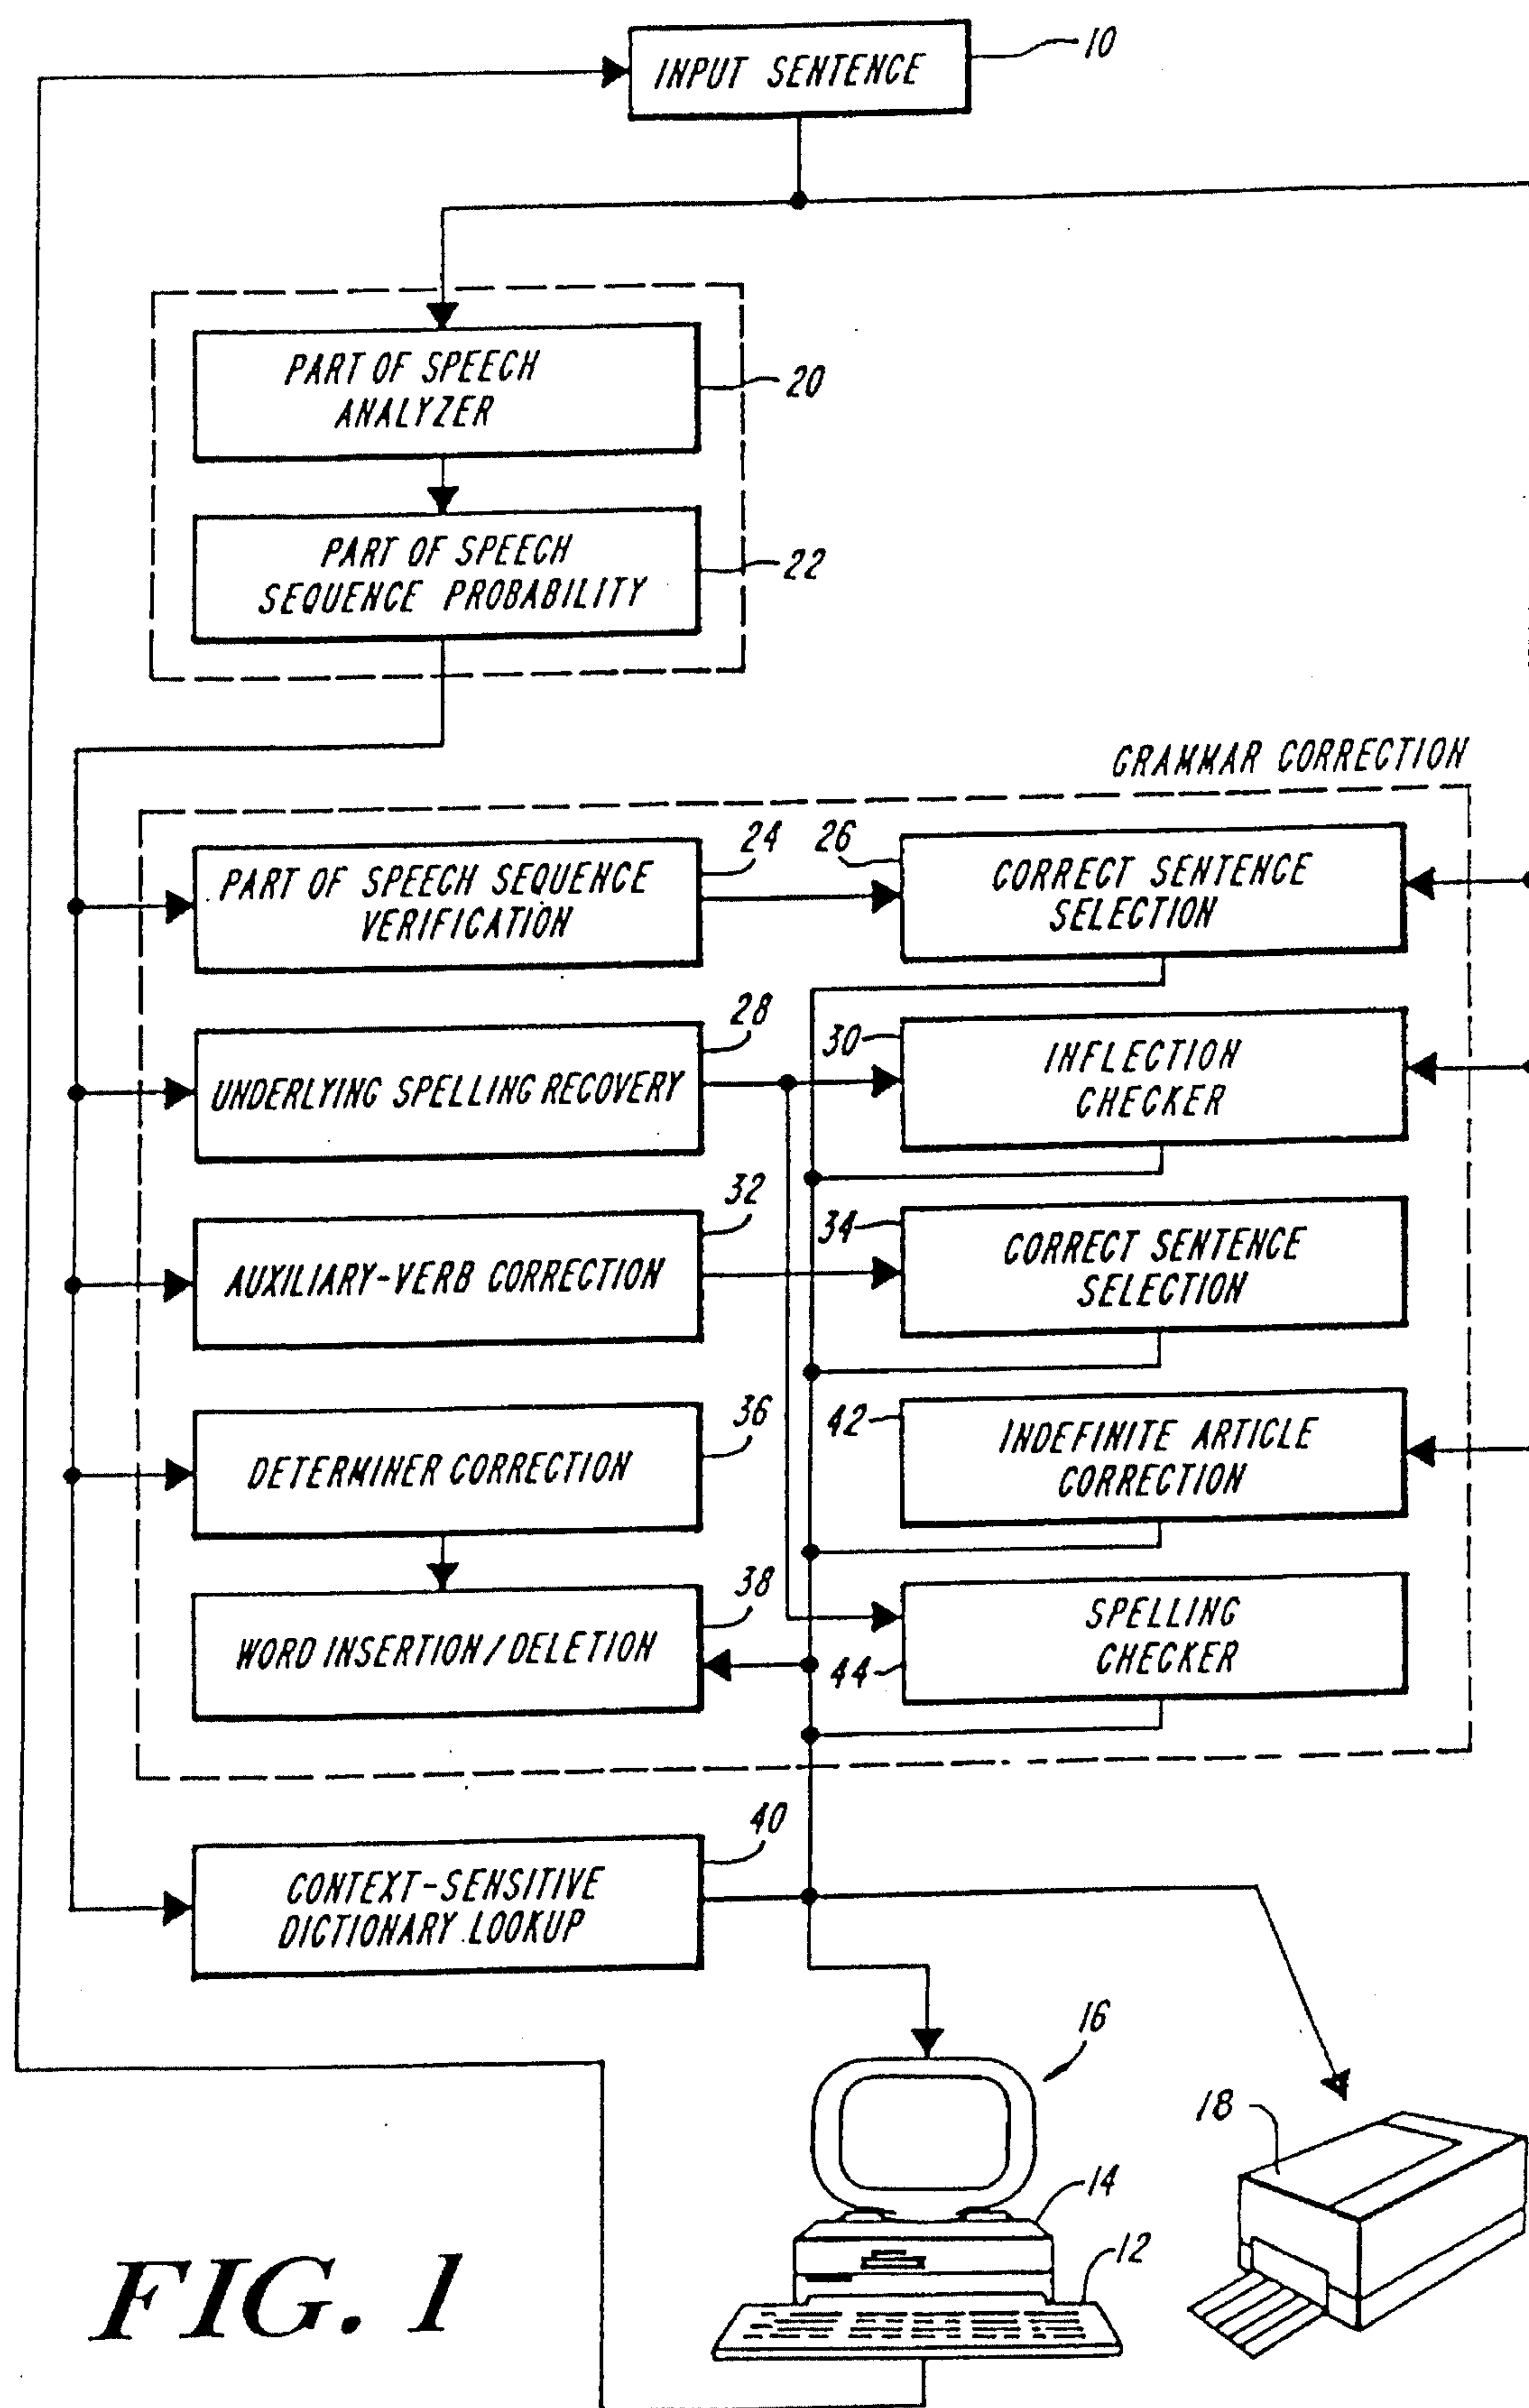 INPUT SENTENCE
10
PART OF SPEECH
ANALYZER
20
PART OF SPEECH
SEQUENCE PROBABILITY
22
GRAMMAR CORRECTION
PART OF SPEECH SEQUENCE
VERIFICATION
24
26
CORRECT SENTENCE
SELECTION
UNDERLYING SPELLING RECOVERY
28
30
INFLECTION
CHECKER
AUXILIARY-VERB CORRECTION
32
34
CORRECT SENTENCE
SELECTION
DETERMINER CORRECTION
36
42
INDEFINITE ARTICLE
CORRECTION
WORD INSERTION/DELETION
38
44
SPELLING
CHECKER
CONTEXT-SENSITIVE
DICTIONARY LOOKUP
40
16
18
14
12
FIG. 1